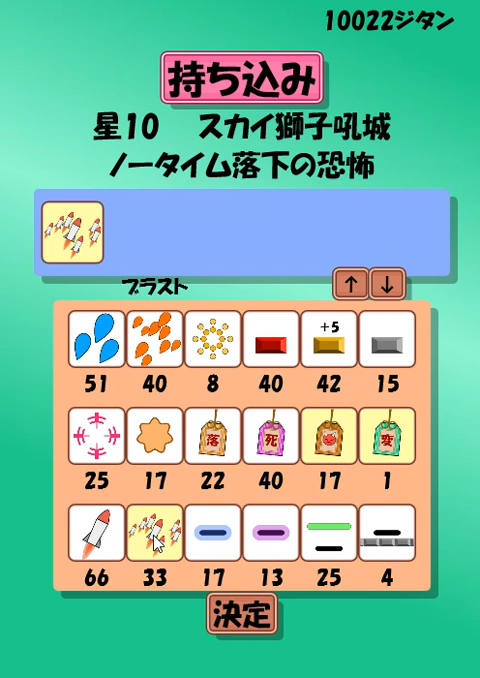 10022ジタン
持ち込み
星10 スカイ獅子吼城
ノータイム落下の恐怖
ブラスト
↑ ↓
+5
51 40 8 40 42 15
落 死 変
25 17 22 40 17 1
66 33 17 13 25 4
決定